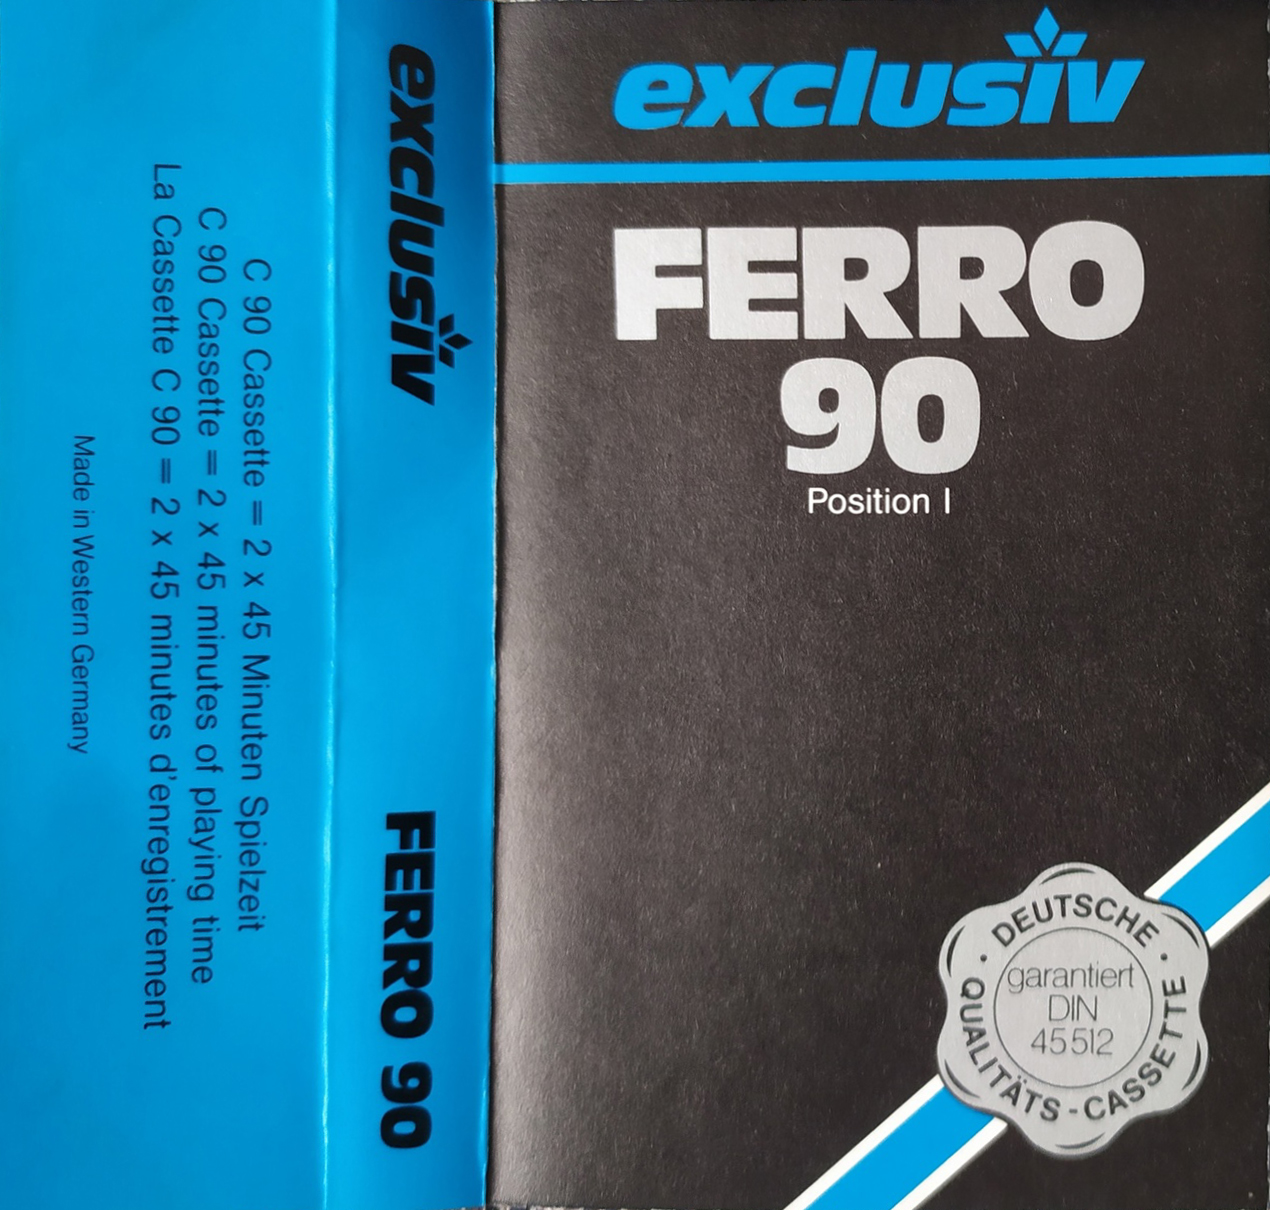 exclusiv
FERRO
90
Position I
DEUTSCHE
QUALITÄTS-CASSETTE
garantiert
DIN
45 512
exclusiv FERRO 90
C 90 Cassette = 2 x 45 Minuten Spielzeit
C 90 Cassette = 2 x 45 minutes of playing time
La Cassette C 90 = 2 x 45 minutes d'enregistrement
Made in Western Germany